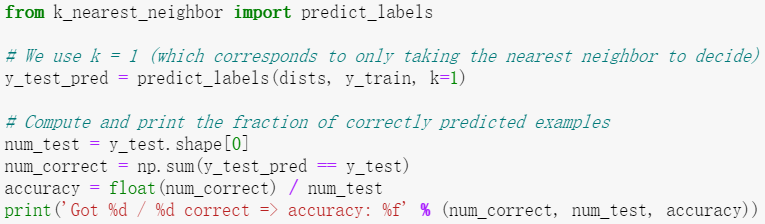 from k_nearest_neighbor import predict_labels
# We use k = 1 (which corresponds to only taking the nearest neighbor to decide)
y_test_pred = predict_labels(dists, y_train, k=1)
# Compute and print the fraction of correctly predicted examples
num_test = y_test.shape[0]
num_correct = np.sum(y_test_pred == y_test)
accuracy = float(num_correct) / num_test
print('Got %d / %d correct => accuracy: %f' % (num_correct, num_test, accuracy))